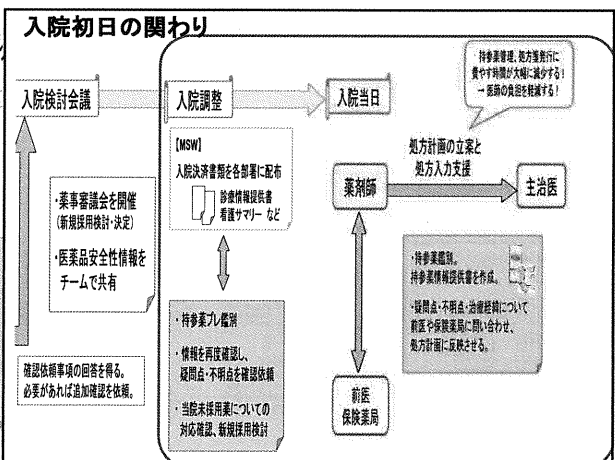 入院初日の関わり
入院検討会議
入院調整
入院当日
持参薬管理、処方箋発行に
費やす時間が大幅に減少する!
→ 医師の負担を軽減する!
【MSW】
入院決済書類を各部署に配布
診療情報提供書
看護サマリー など
処方計画の立案と
処方入力支援
薬剤師
主治医
・薬事審議会を開催
(新規採用検討・決定)
・医薬品安全性情報を
チームで共有
・持参薬鑑別。
持参薬情報提供書を作成。
・疑問点・不明点・治療経緯について
前医や保険薬局に問い合わせ、
処方計画に反映させる。
・持参薬プレ鑑別
・情報を再度確認し、
疑問点・不明点を確認依頼
・当院未採用薬についての
対応確認、新規採用検討
確認依頼事項の回答を得る。
必要があれば追加確認を依頼。
前医
保険薬局